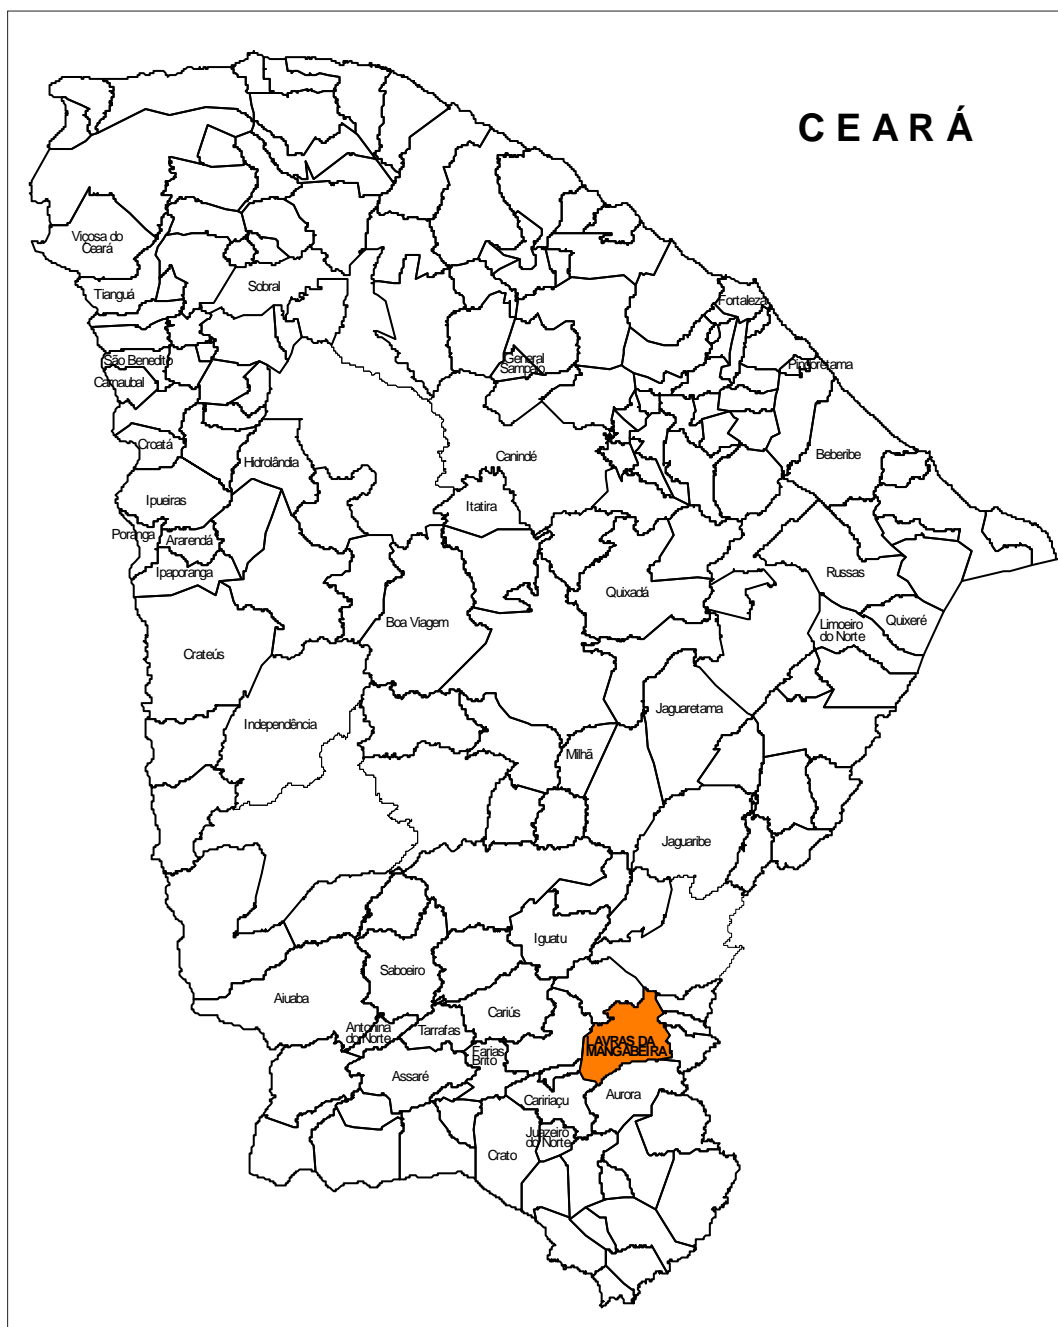 CEARÁ
Viçosa do
Ceará
Tianguá
Sobral
Fortaleza
São Benedito
General
Sampaio
Pindoretama
Carnaubal
Croatá
Hidrolândia
Canindé
Beberibe
Ipueiras
Itatira
Poranga
Ararendá
Ipaporanga
Quixadá
Russas
Boa Viagem
Limoeiro
do Norte
Quixeré
Crateús
Independência
Jaguaretama
Milhã
Jaguaribe
Iguatu
Saboeiro
Aiuaba
Cariús
Antonina
do Norte
Tarrafas
LAVRAS DA
MANGABEIRA
Farias
Brito
Assaré
Caririaçu
Aurora
Juazeiro
do Norte
Crato